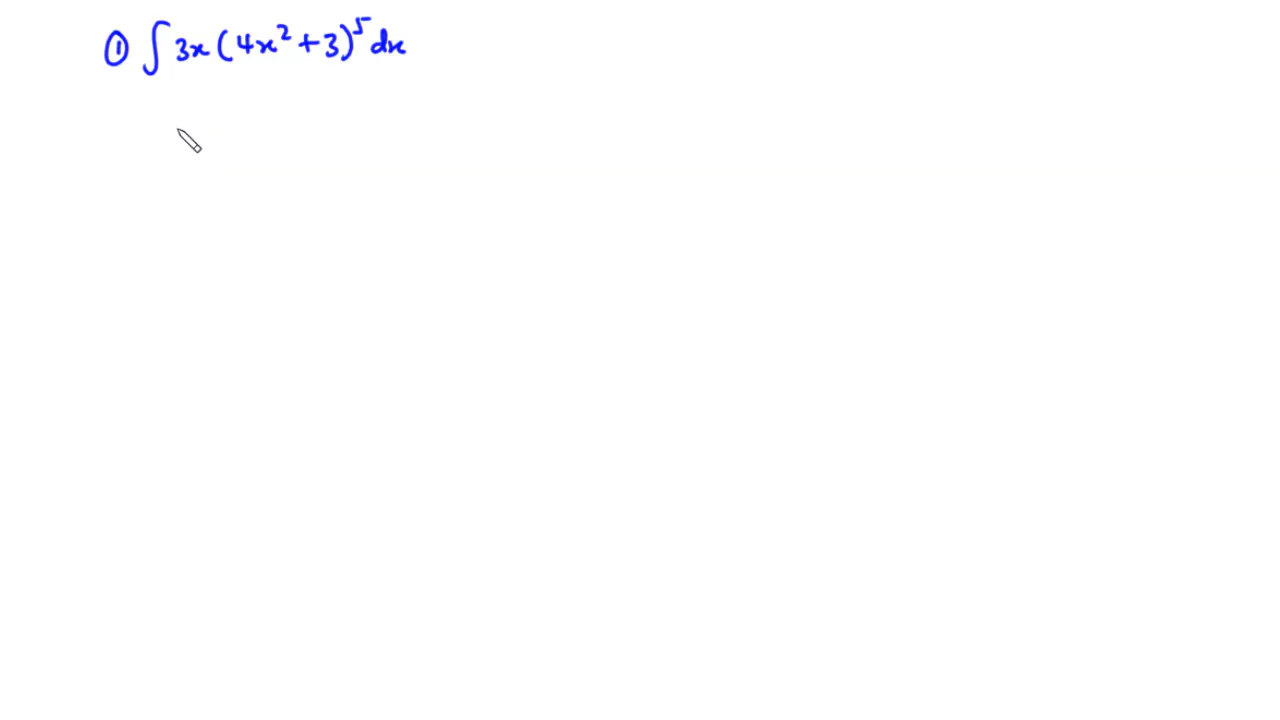 ① ∫ 3x (4x² + 3)⁵ dx